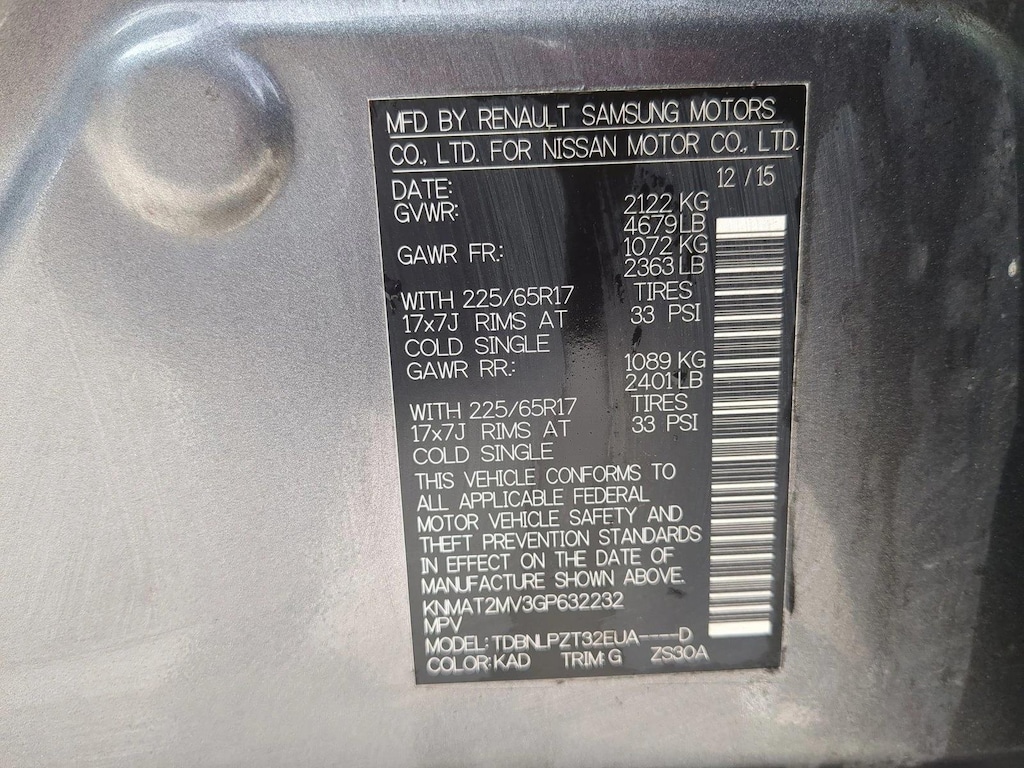 MFD BY RENAULT SAMSUNG MOTORS
CO., LTD. FOR NISSAN MOTOR CO., LTD.
DATE: 12 / 15
GVWR: 2122 KG
4679 LB
GAWR FR: 1072 KG
2363 LB
WITH 225/65R17 TIRES
17x7J RIMS AT 33 PSI
COLD SINGLE
GAWR RR: 1089 KG
2401 LB
WITH 225/65R17 TIRES
17x7J RIMS AT 33 PSI
COLD SINGLE
THIS VEHICLE CONFORMS TO
ALL APPLICABLE FEDERAL
MOTOR VEHICLE SAFETY AND
THEFT PREVENTION STANDARDS
IN EFFECT ON THE DATE OF
MANUFACTURE SHOWN ABOVE.
KNMAT2MV3GP632232
MPV
MODEL: TDBNLPZT32EUA----D
COLOR: KAD TRIM: G ZS30A